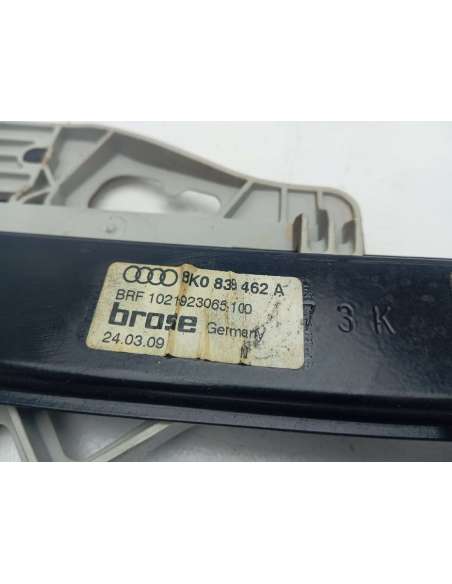 8K0 839 462 A
BRF 1021923065100
brose Germany
24.03.09
3 K